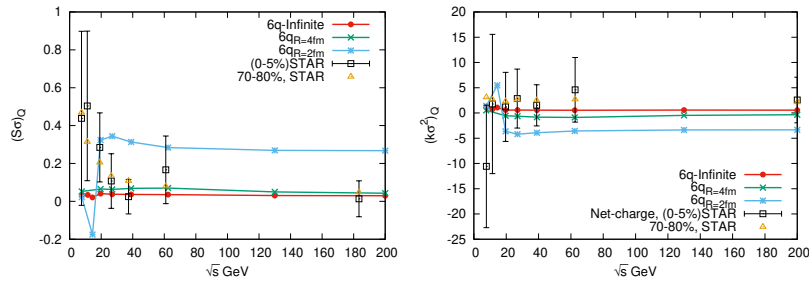 1
0.8
0.6
0.4
0.2
0
-0.2
0 20 40 60 80 100 120 140 160 180 200
(Sσ)Q
√s GeV
6q-Infinite
6qR=4fm
6qR=2fm
(0-5%)STAR
70-80%, STAR
20
15
10
5
0
-5
-10
-15
-20
-25
0 20 40 60 80 100 120 140 160 180 200
(kσ²)Q
√s GeV
6q-Infinite
6qR=4fm
6qR=2fm
Net-charge, (0-5%)STAR
70-80%, STAR